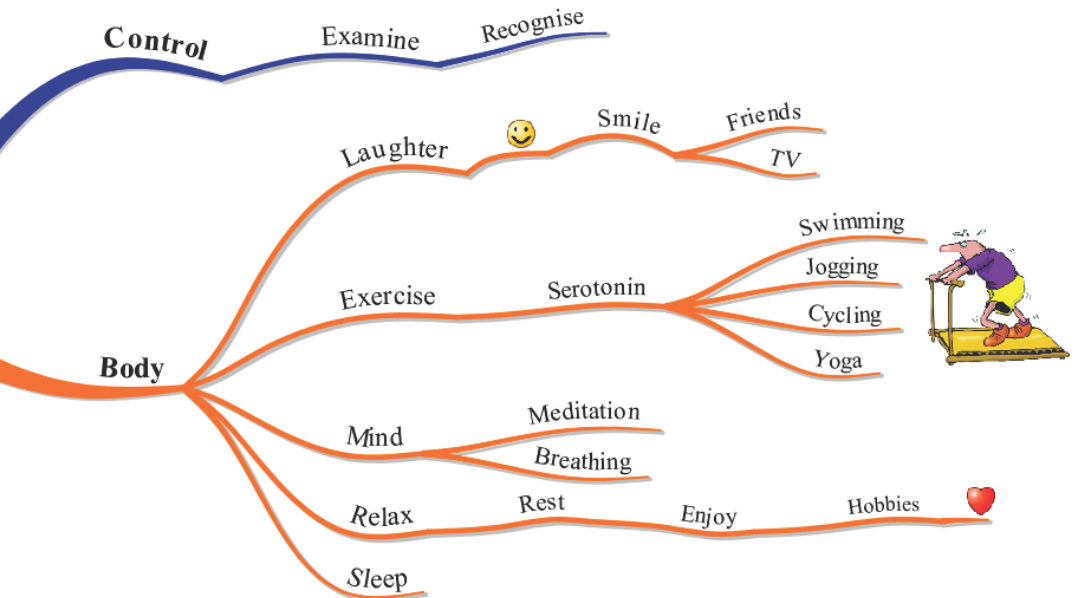 Control
Examine
Recognise
Laughter
Smile
Friends
TV
Exercise
Serotonin
Swimming
Jogging
Cycling
Yoga
Body
Mind
Meditation
Breathing
Relax
Rest
Enjoy
Hobbies
Sleep